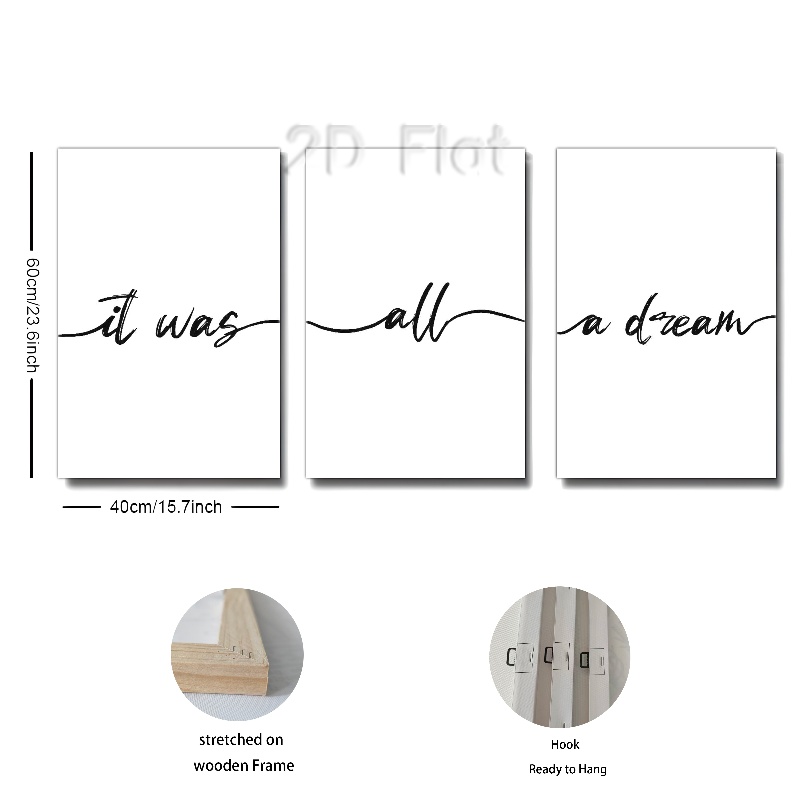 2D Flat
it was
all
a dream
60cm/23.6inch
40cm/15.7inch
stretched on
wooden Frame
Hook
Ready to Hang